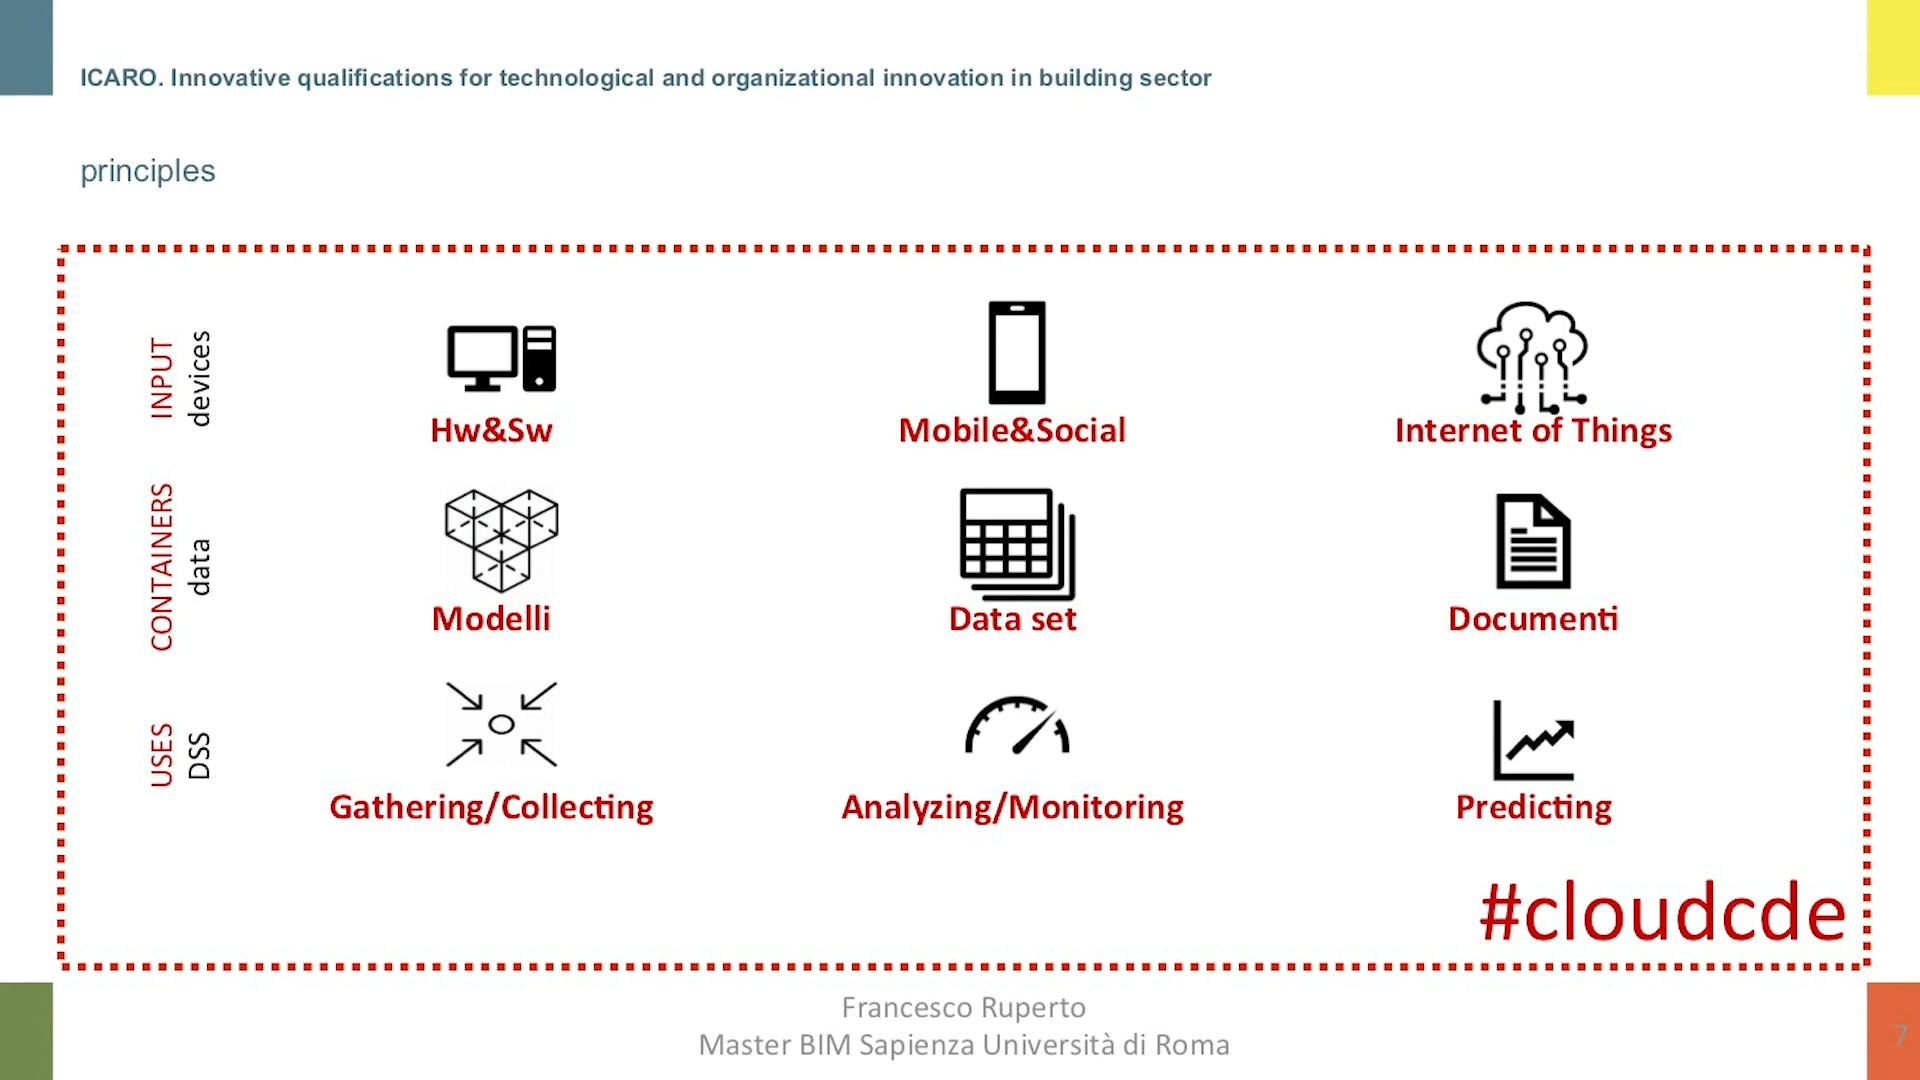 ICARO. Innovative qualifications for technological and organizational innovation in building sector
principles
INPUT
devices
Hw&Sw
Mobile&Social
Internet of Things
CONTAINERS
data
Modelli
Data set
Documenti
USES
DSS
Gathering/Collecting
Analyzing/Monitoring
Predicting
#cloudcde
Francesco Ruperto
Master BIM Sapienza Università di Roma
7